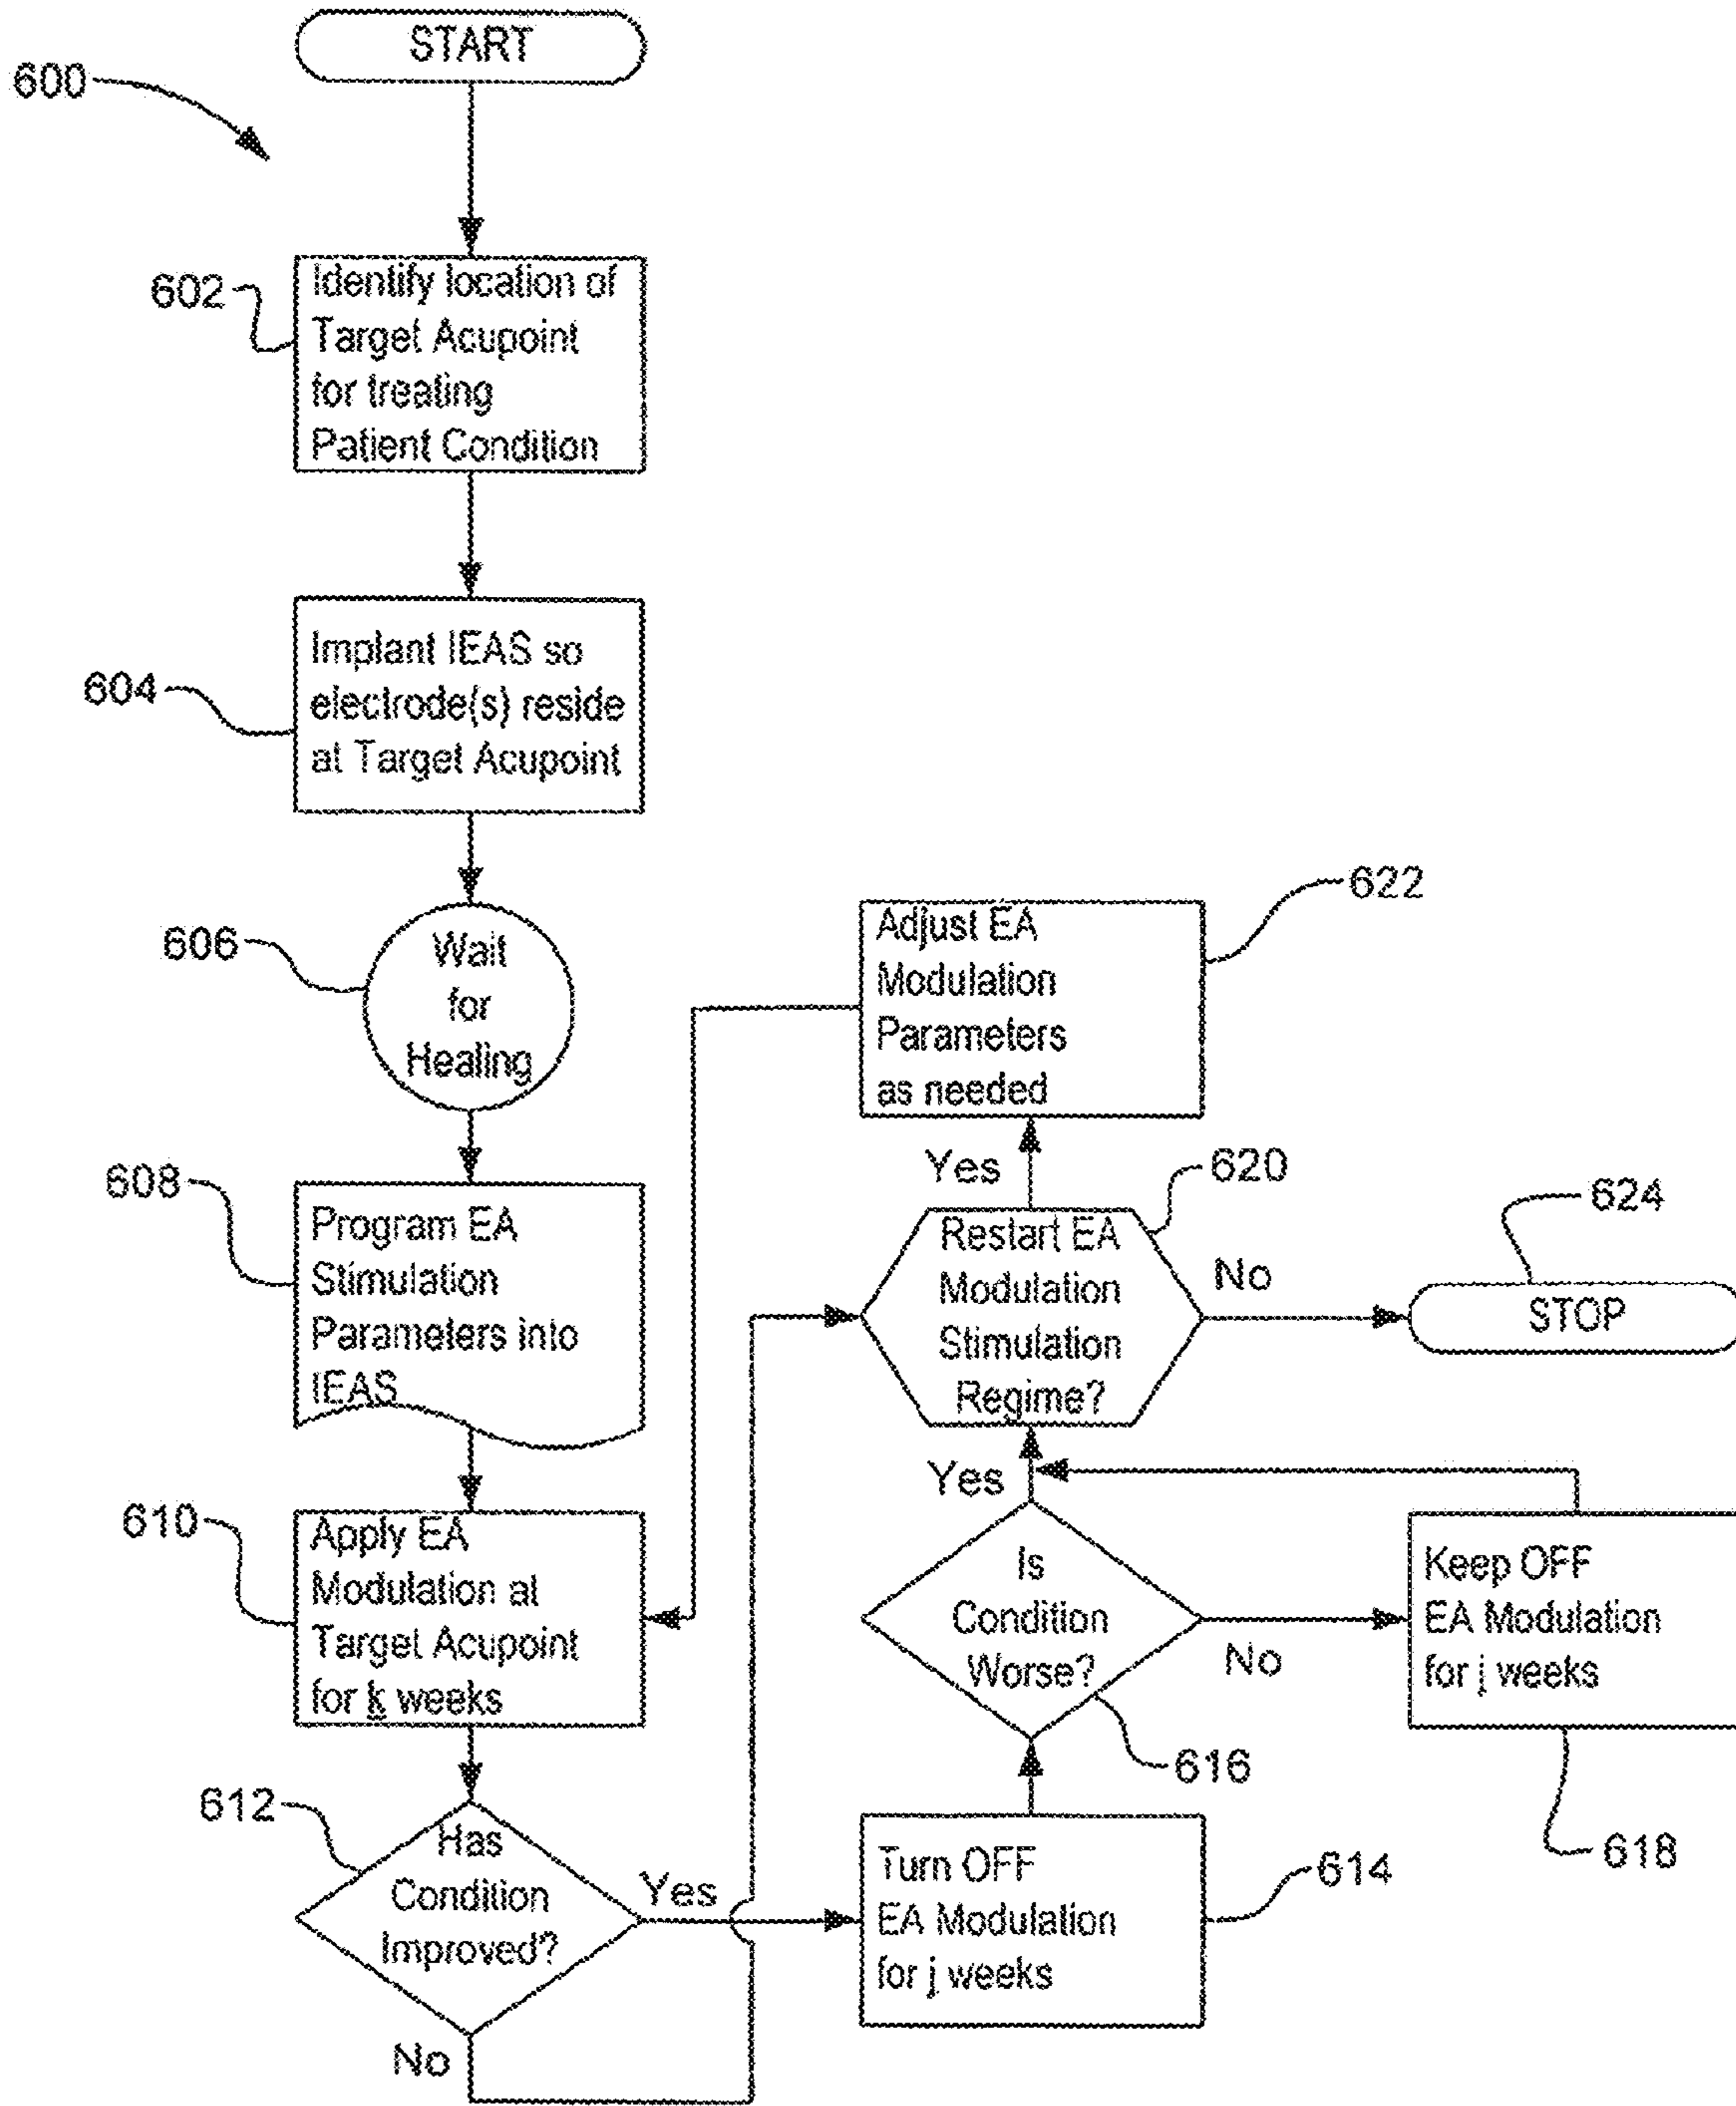 START
600
602
Identify location of
Target Acupoint
for treating
Patient Condition
604
Implant IEAS so
electrode(s) reside
at Target Acupoint
606
Wait
for
Healing
608
Program EA
Stimulation
Parameters into
IEAS
610
Apply EA
Modulation at
Target Acupoint
for k weeks
612
Has
Condition
Improved?
Yes
No
Turn OFF
EA Modulation
for j weeks
614
Is
Condition
Worse?
616
Yes
No
Keep OFF
EA Modulation
for j weeks
618
Restart EA
Modulation
Stimulation
Regime?
620
Yes
No
Adjust EA
Modulation
Parameters
as needed
622
624
STOP